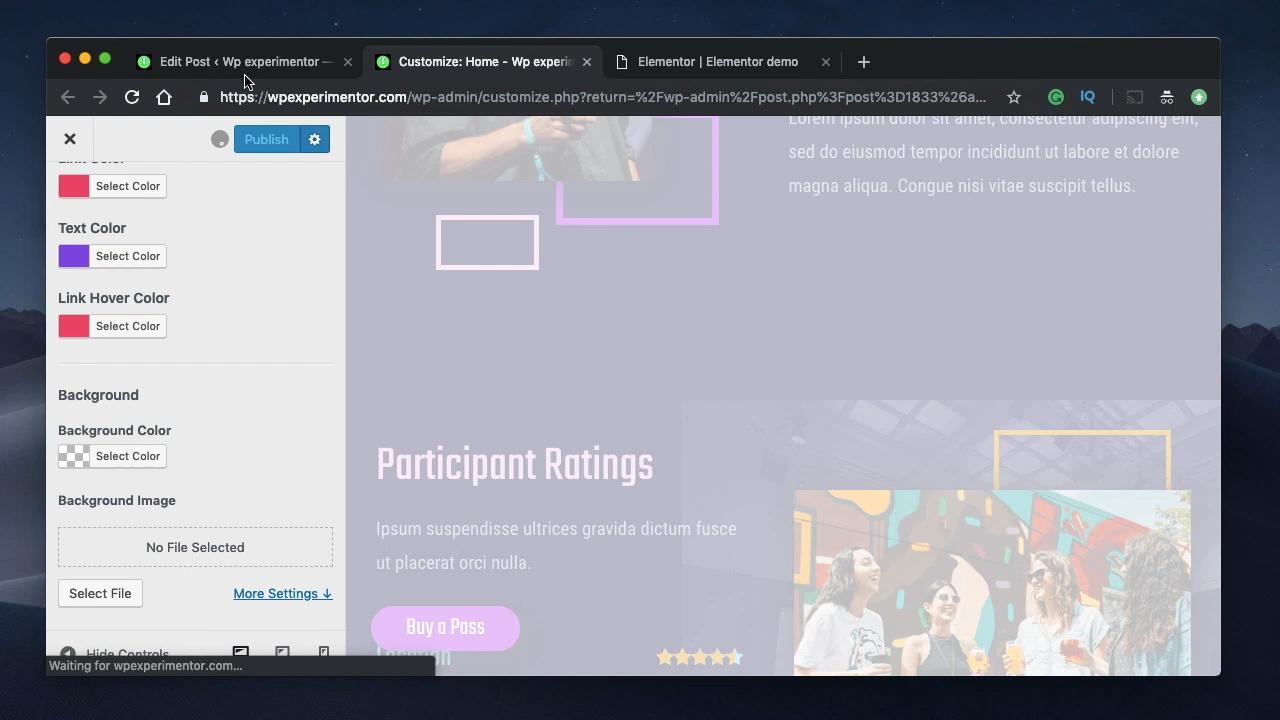 Edit Post ‹ Wp experimentor —
Customize: Home - Wp experin
Elementor | Elementor demo
https://wpexperimentor.com/wp-admin/customize.php?return=%2Fwp-admin%2Fpost.php%3Fpost%3D1833%26a...
IQ
Publish
Link Color
Select Color
Text Color
Select Color
Link Hover Color
Select Color
Background
Background Color
Select Color
Background Image
No File Selected
Select File
More Settings ↓
Hide Controls
Waiting for wpexperimentor.com...
Lorem ipsum dolor sit amet, consectetur adipiscing elit,
sed do eiusmod tempor incididunt ut labore et dolore
magna aliqua. Congue nisi vitae suscipit tellus.
Participant Ratings
Ipsum suspendisse ultrices gravida dictum fusce
ut placerat orci nulla.
Buy a Pass
Location